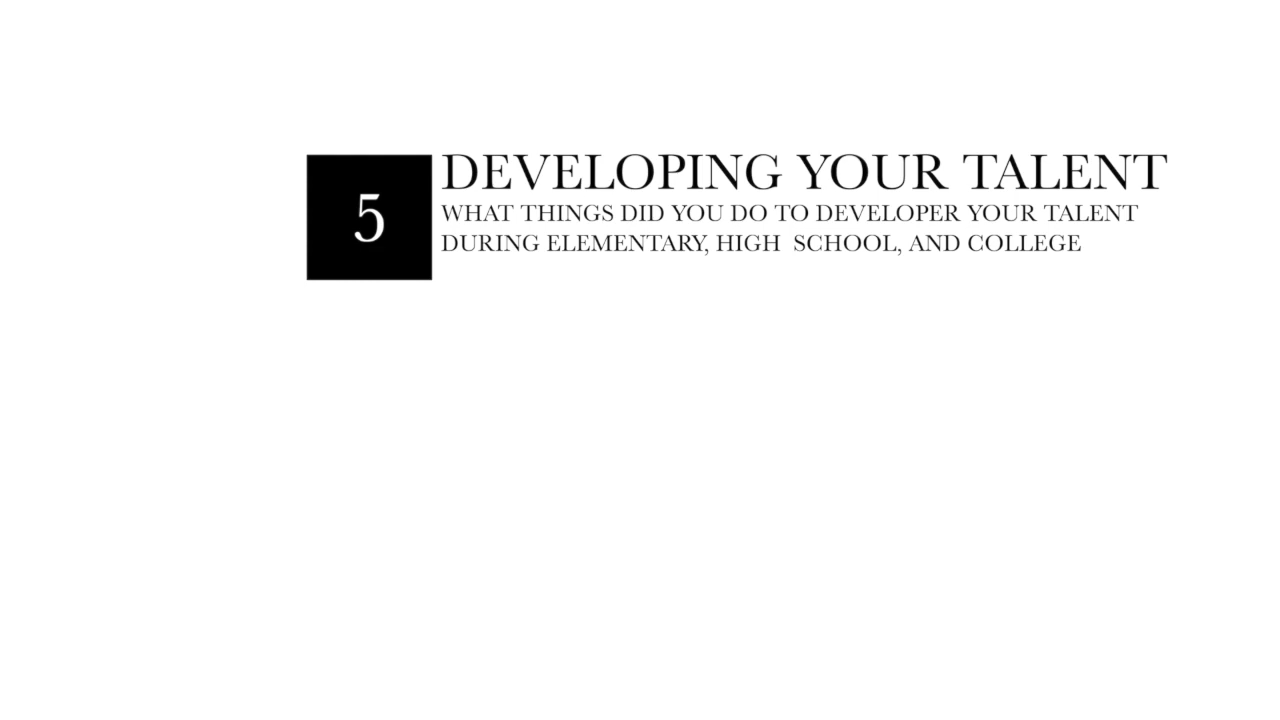 5
DEVELOPING YOUR TALENT
WHAT THINGS DID YOU DO TO DEVELOPER YOUR TALENT
DURING ELEMENTARY, HIGH  SCHOOL, AND COLLEGE